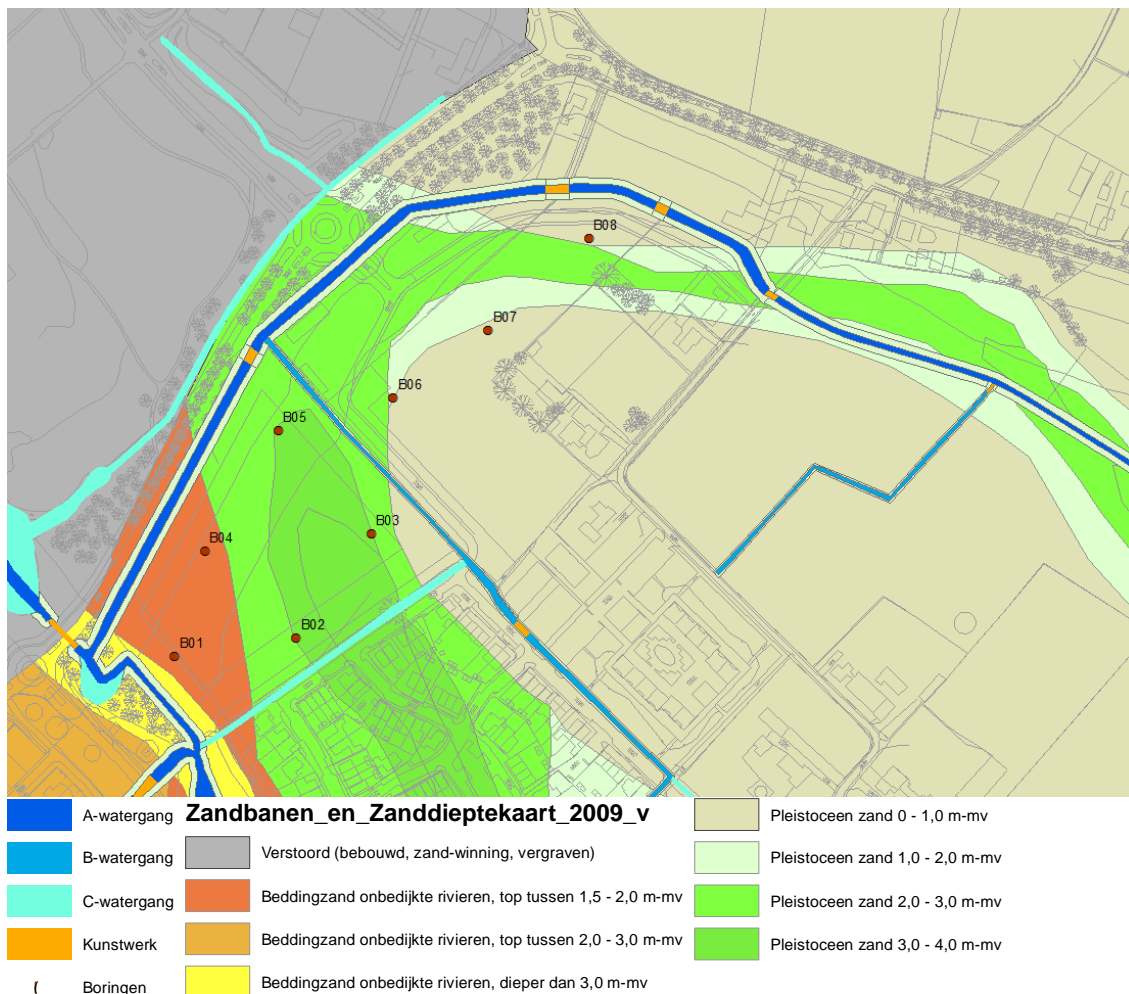 B08
B07
B06
B05
B03
B04
B02
B01
Zandbanen_en_Zanddieptekaart_2009_v
A-watergang
B-watergang
C-watergang
Kunstwerk
Boringen
Verstoord (bebouwd, zand-winning, vergraven)
Beddingzand onbedijkte rivieren, top tussen 1,5 - 2,0 m-mv
Beddingzand onbedijkte rivieren, top tussen 2,0 - 3,0 m-mv
Beddingzand onbedijkte rivieren, dieper dan 3,0 m-mv
Pleistoceen zand 0 - 1,0 m-mv
Pleistoceen zand 1,0 - 2,0 m-mv
Pleistoceen zand 2,0 - 3,0 m-mv
Pleistoceen zand 3,0 - 4,0 m-mv